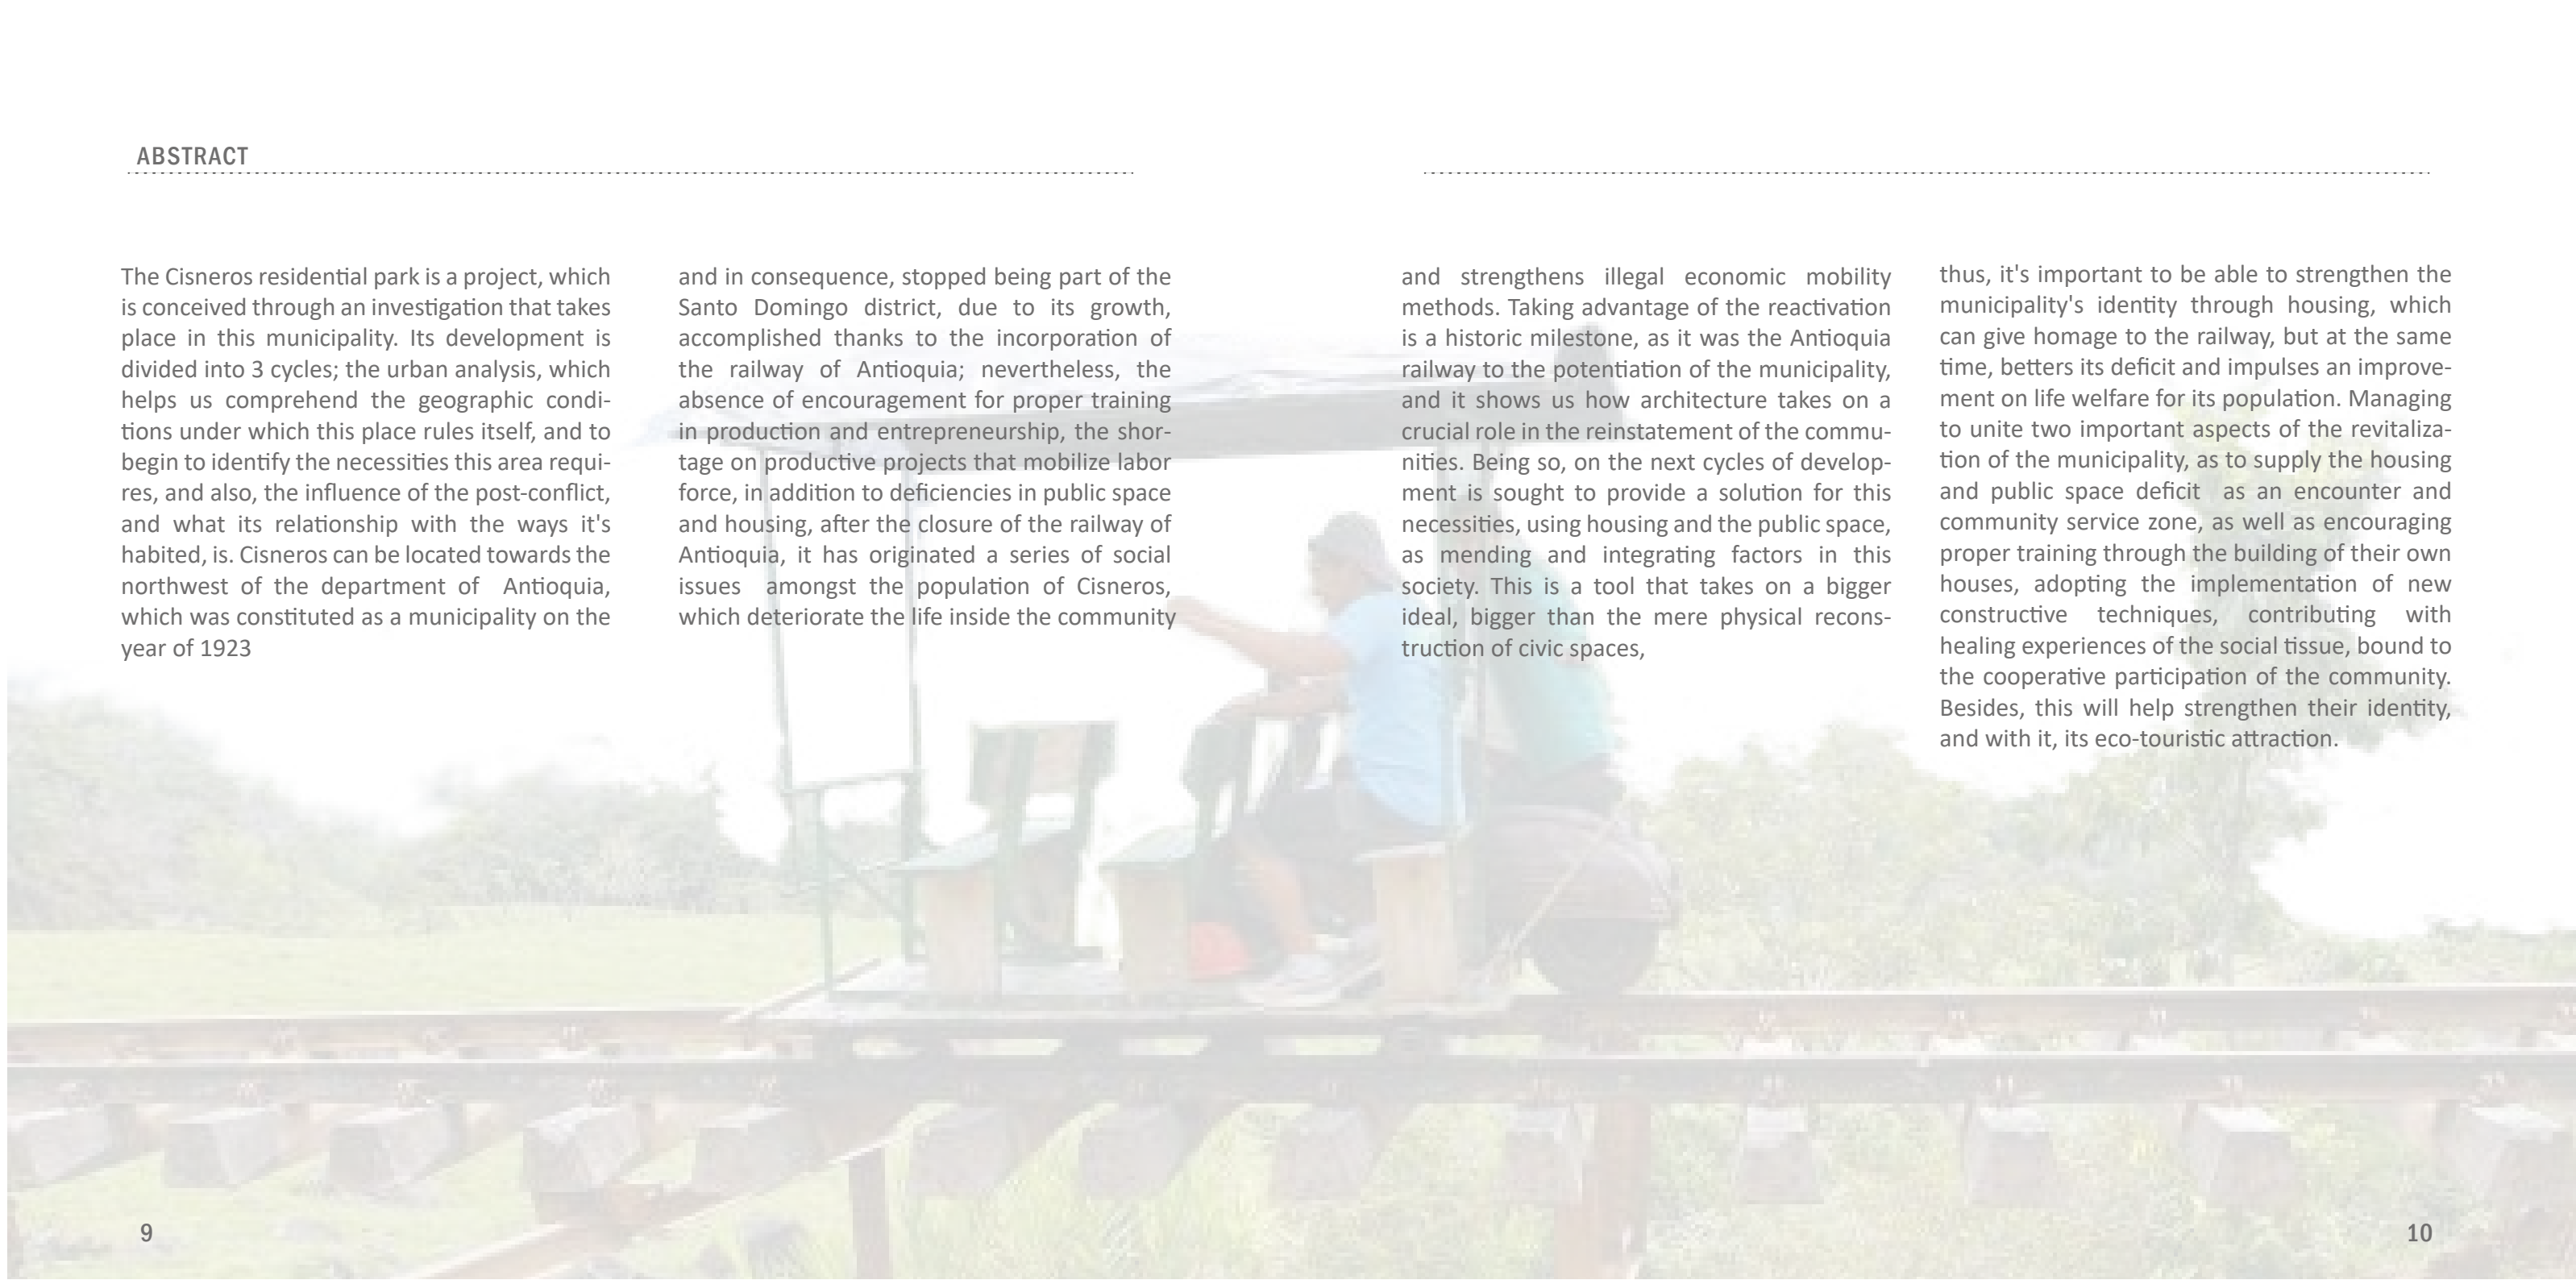 ABSTRACT
The Cisneros residential park is a project, which
is conceived through an investigation that takes
place in this municipality. Its development is
divided into 3 cycles; the urban analysis, which
helps us comprehend the geographic condi-
tions under which this place rules itself, and to
begin to identify the necessities this area requi-
res, and also, the influence of the post-conflict,
and what its relationship with the ways it's
habited, is. Cisneros can be located towards the
northwest of the department of Antioquia,
which was constituted as a municipality on the
year of 1923
and in consequence, stopped being part of the
Santo Domingo district, due to its growth,
accomplished thanks to the incorporation of
the railway of Antioquia; nevertheless, the
absence of encouragement for proper training
in production and entrepreneurship, the shor-
tage on productive projects that mobilize labor
force, in addition to deficiencies in public space
and housing, after the closure of the railway of
Antioquia, it has originated a series of social
issues amongst the population of Cisneros,
which deteriorate the life inside the community
and strengthens illegal economic mobility
methods. Taking advantage of the reactivation
is a historic milestone, as it was the Antioquia
railway to the potentiation of the municipality,
and it shows us how architecture takes on a
crucial role in the reinstatement of the commu-
nities. Being so, on the next cycles of develop-
ment is sought to provide a solution for this
necessities, using housing and the public space,
as mending and integrating factors in this
society. This is a tool that takes on a bigger
ideal, bigger than the mere physical recons-
truction of civic spaces,
thus, it's important to be able to strengthen the
municipality's identity through housing, which
can give homage to the railway, but at the same
time, betters its deficit and impulses an improve-
ment on life welfare for its population. Managing
to unite two important aspects of the revitaliza-
tion of the municipality, as to supply the housing
and public space deficit as an encounter and
community service zone, as well as encouraging
proper training through the building of their own
houses, adopting the implementation of new
constructive techniques, contributing with
healing experiences of the social tissue, bound to
the cooperative participation of the community.
Besides, this will help strengthen their identity,
and with it, its eco-touristic attraction.
9
10